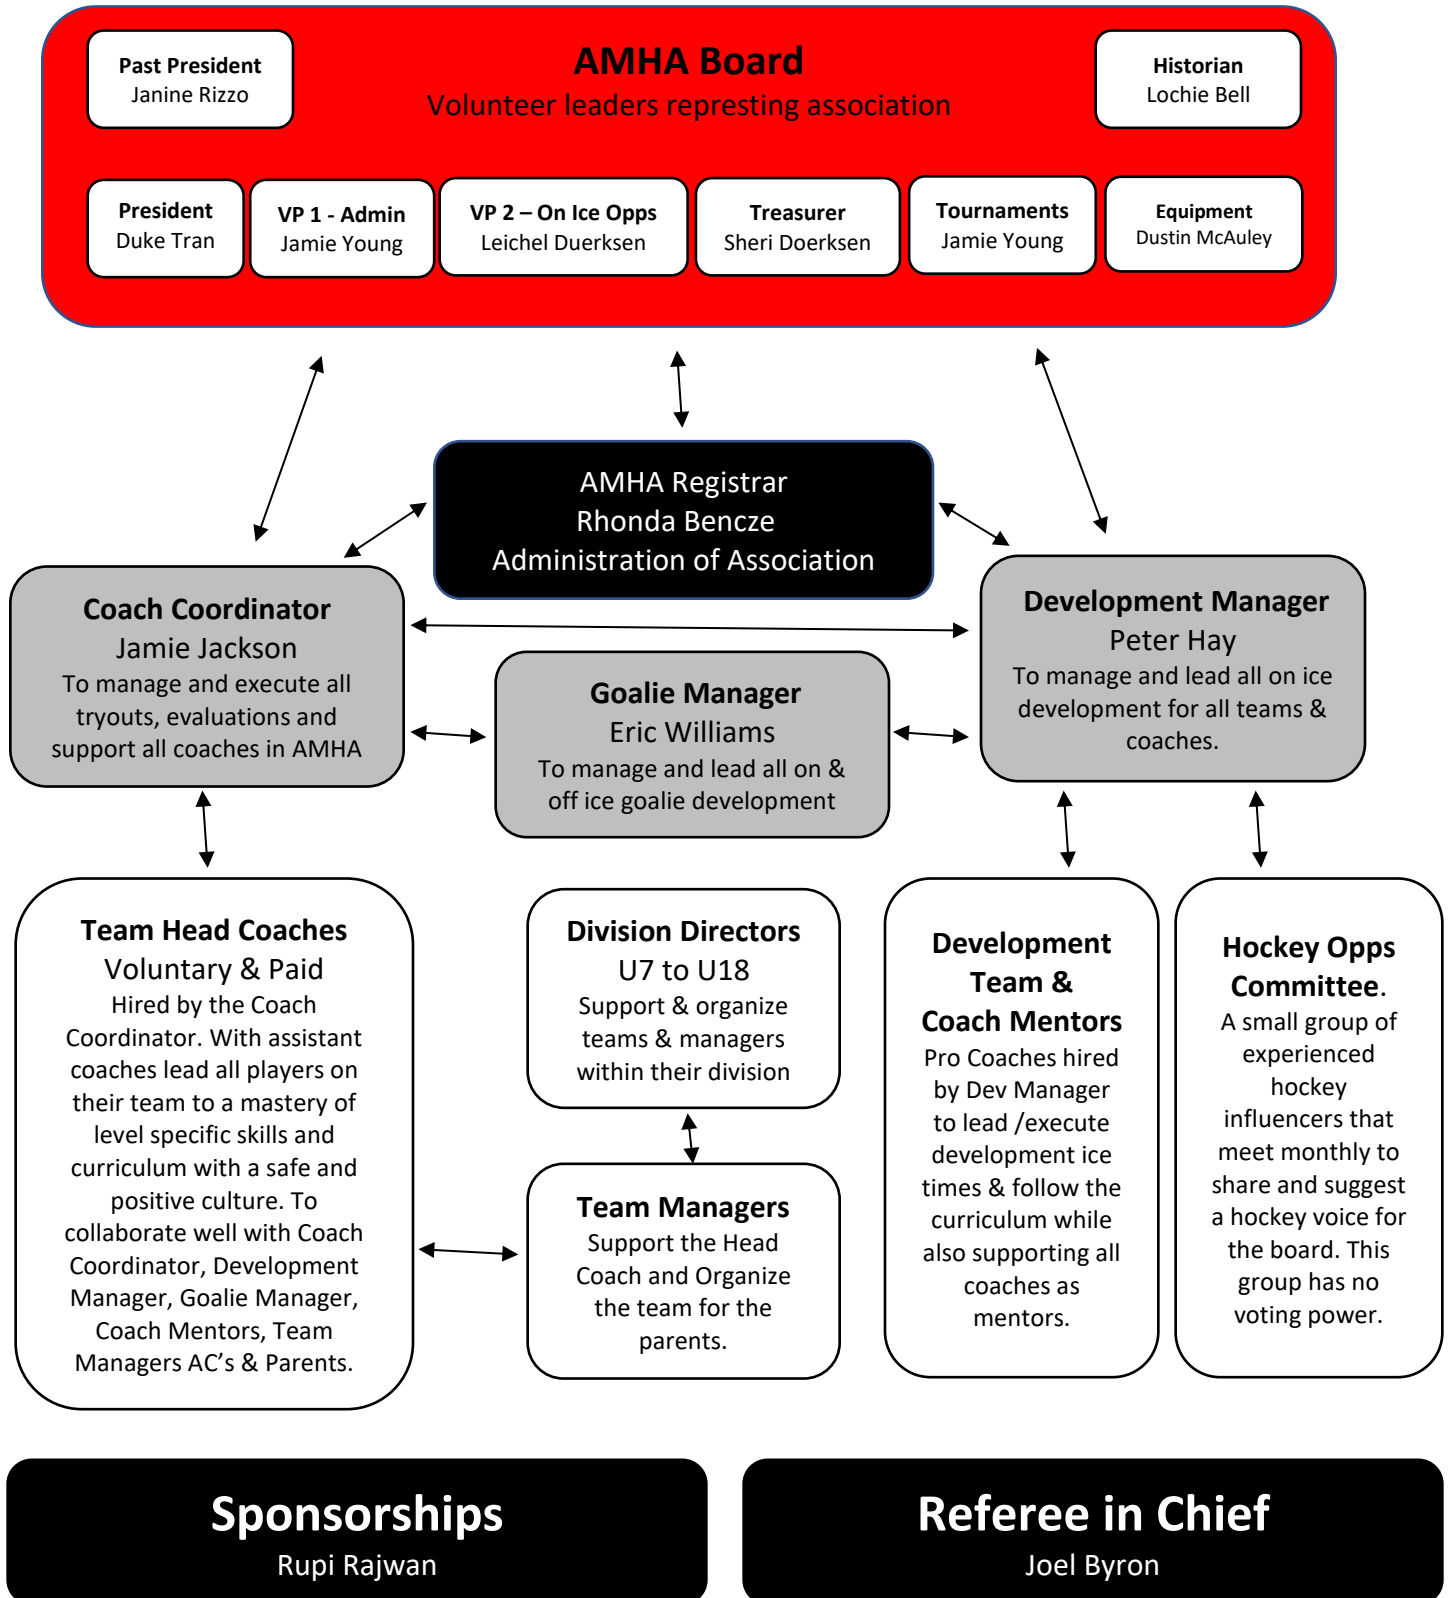 AMHA Board
Volunteer leaders represting association
Past President
Janine Rizzo
Historian
Lochie Bell
President
Duke Tran
VP 1 - Admin
Jamie Young
VP 2 – On Ice Opps
Leichel Duerksen
Treasurer
Sheri Doerksen
Tournaments
Jamie Young
Equipment
Dustin McAuley
AMHA Registrar
Rhonda Bencze
Administration of Association
Coach Coordinator
Jamie Jackson
To manage and execute all
tryouts, evaluations and
support all coaches in AMHA
Goalie Manager
Eric Williams
To manage and lead all on &
off ice goalie development
Development Manager
Peter Hay
To manage and lead all on ice
development for all teams &
coaches.
Team Head Coaches
Voluntary & Paid
Hired by the Coach
Coordinator. With assistant
coaches lead all players on
their team to a mastery of
level specific skills and
curriculum with a safe and
positive culture. To
collaborate well with Coach
Coordinator, Development
Manager, Goalie Manager,
Coach Mentors, Team
Managers AC’s & Parents.
Division Directors
U7 to U18
Support & organize
teams & managers
within their division
Team Managers
Support the Head
Coach and Organize
the team for the
parents.
Development
Team &
Coach Mentors
Pro Coaches hired
by Dev Manager
to lead /execute
development ice
times & follow the
curriculum while
also supporting all
coaches as
mentors.
Hockey Opps
Committee.
A small group of
experienced
hockey
influencers that
meet monthly to
share and suggest
a hockey voice for
the board. This
group has no
voting power.
Sponsorships
Rupi Rajwan
Referee in Chief
Joel Byron